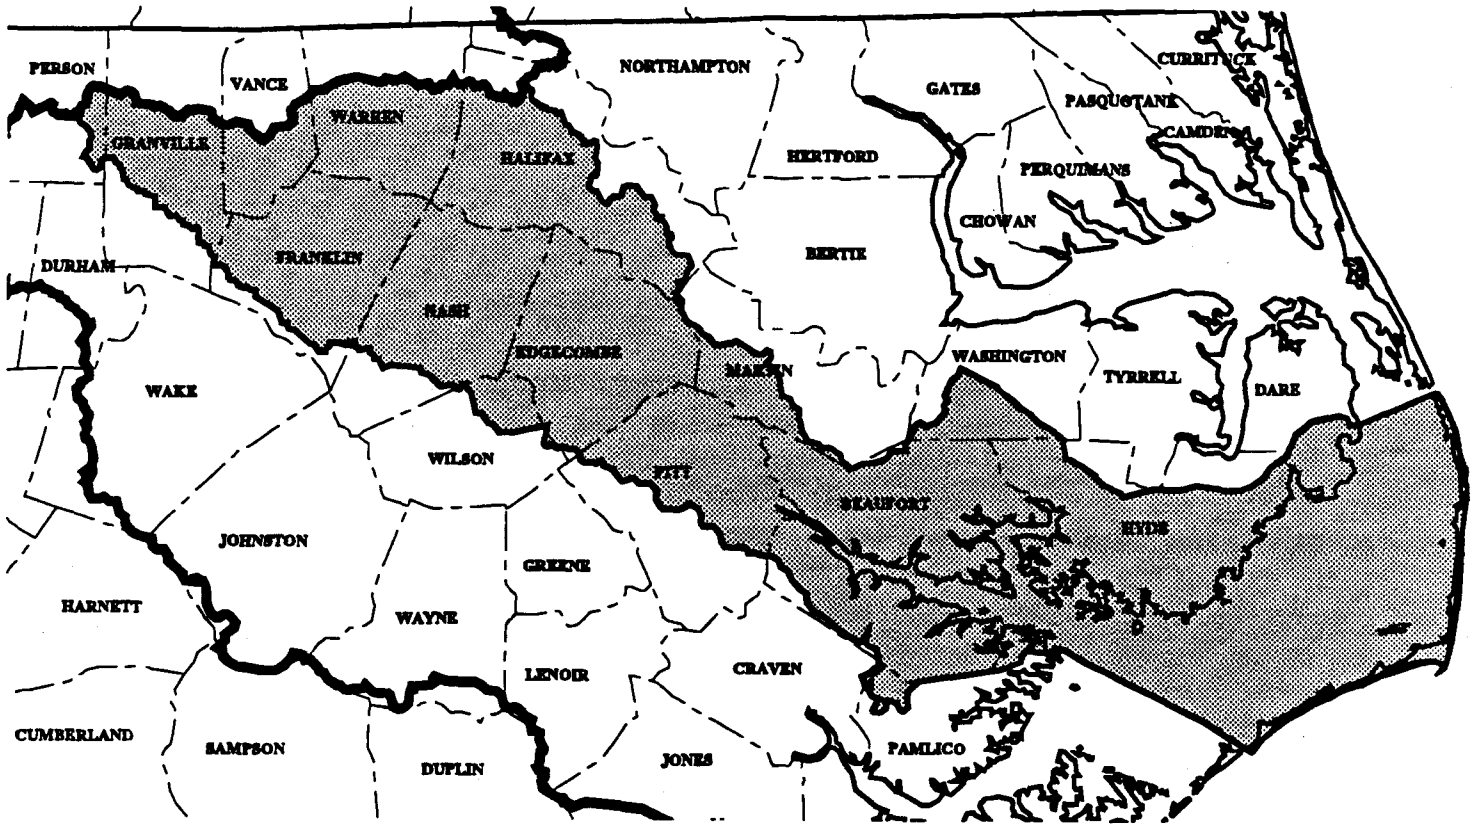 PERSON
VANCE
NORTHAMPTON
GATES
CURRITUCK
PASQUOTANK
WARREN
GRANVILLE
HALIFAX
HERTFORD
CAMDEN
PERQUIMANS
CHOWAN
BERTIE
FRANKLIN
DURHAM
NASH
EDGECOMBE
WASHINGTON
MARTIN
TYRRELL
DARE
WAKE
WILSON
PITT
BEAUFORT
HYDE
JOHNSTON
GREENE
HARNETT
WAYNE
LENOIR
CRAVEN
CUMBERLAND
SAMPSON
DUPLIN
JONES
PAMLICO